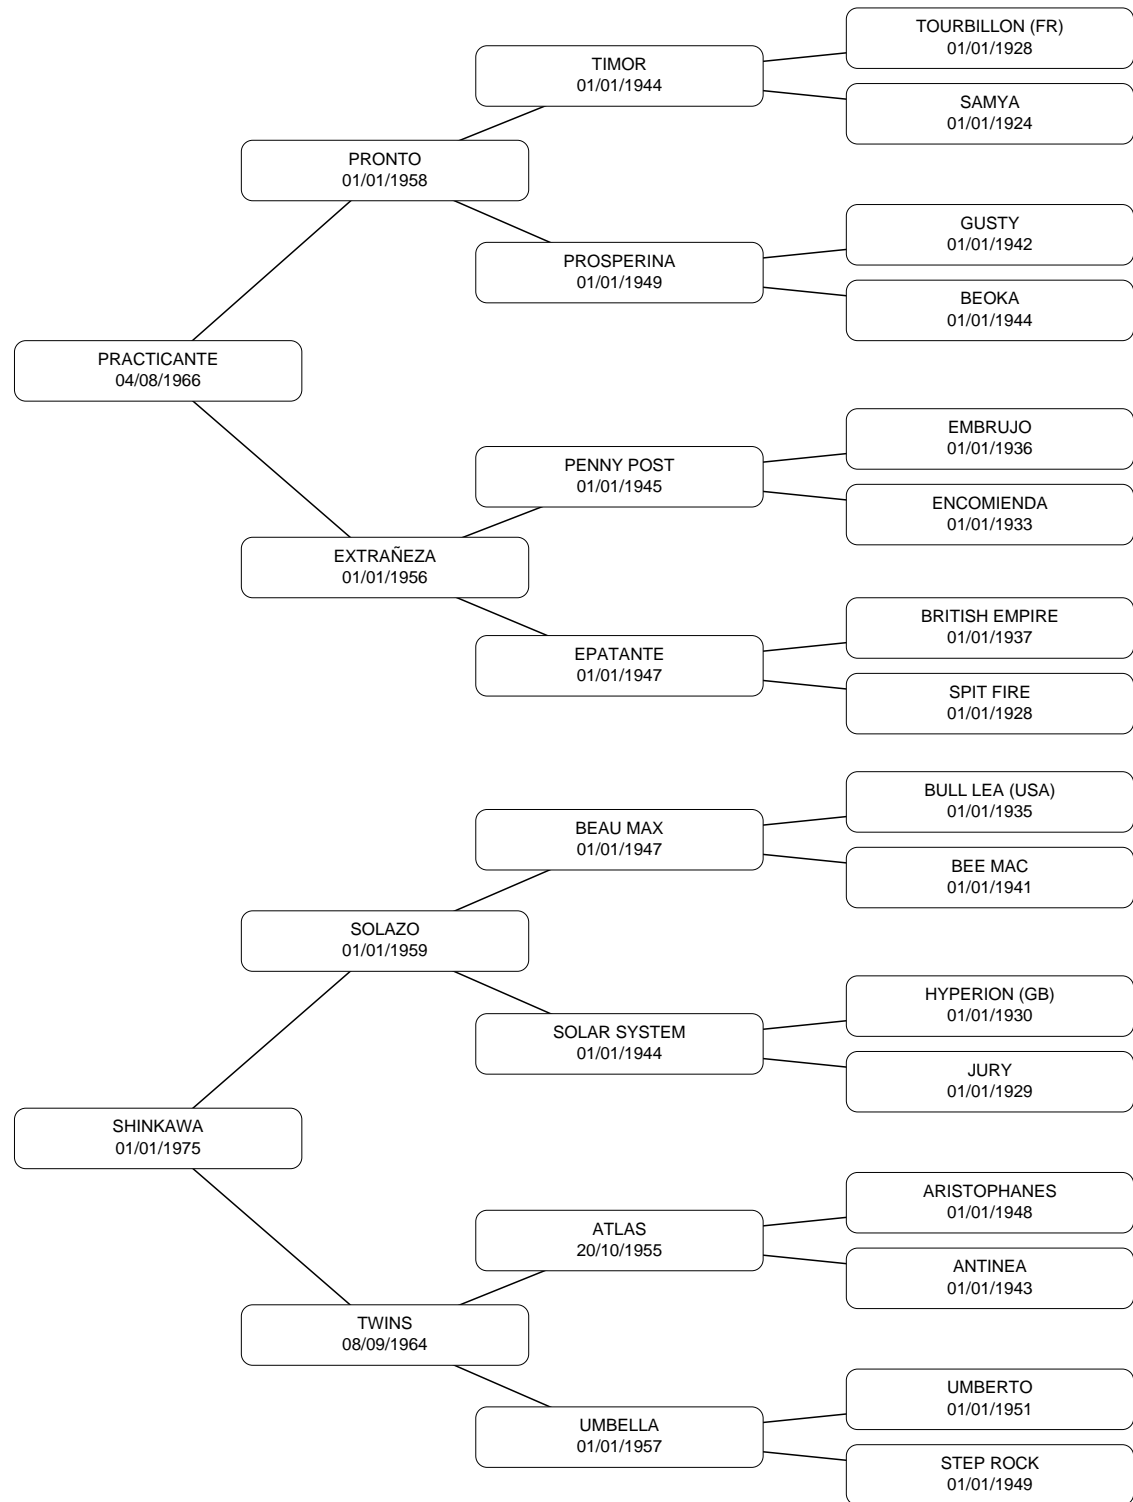 TOURBILLON (FR)
01/01/1928
TIMOR
01/01/1944
SAMYA
01/01/1924
PRONTO
01/01/1958
GUSTY
01/01/1942
PROSPERINA
01/01/1949
BEOKA
01/01/1944
PRACTICANTE
04/08/1966
EMBRUJO
01/01/1936
PENNY POST
01/01/1945
ENCOMIENDA
01/01/1933
EXTRAÑEZA
01/01/1956
BRITISH EMPIRE
01/01/1937
EPATANTE
01/01/1947
SPIT FIRE
01/01/1928
BULL LEA (USA)
01/01/1935
BEAU MAX
01/01/1947
BEE MAC
01/01/1941
SOLAZO
01/01/1959
HYPERION (GB)
01/01/1930
SOLAR SYSTEM
01/01/1944
JURY
01/01/1929
SHINKAWA
01/01/1975
ARISTOPHANES
01/01/1948
ATLAS
20/10/1955
ANTINEA
01/01/1943
TWINS
08/09/1964
UMBERTO
01/01/1951
UMBELLA
01/01/1957
STEP ROCK
01/01/1949